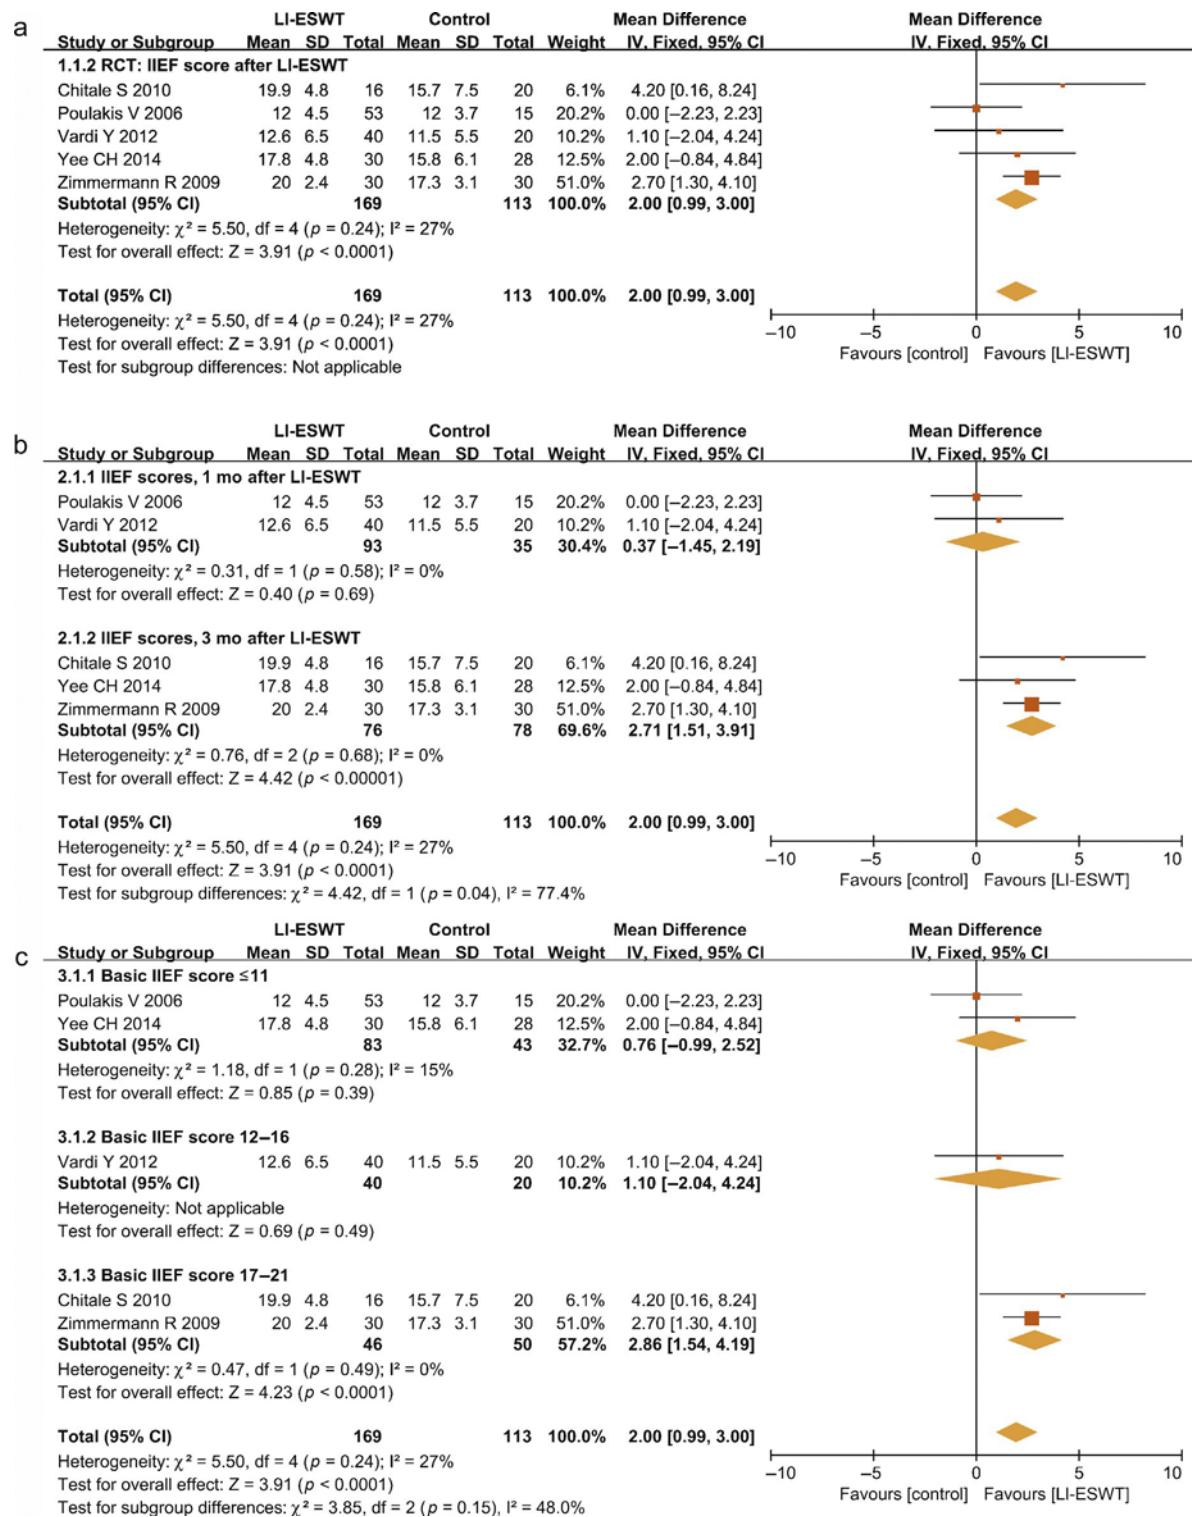 a
LI-ESWT Control Mean Difference Mean Difference
Study or Subgroup Mean SD Total Mean SD Total Weight IV, Fixed, 95% CI IV, Fixed, 95% CI
1.1.2 RCT: IIEF score after LI-ESWT
Chitale S 2010 19.9 4.8 16 15.7 7.5 20 6.1% 4.20 [0.16, 8.24]
Poulakis V 2006 12 4.5 53 12 3.7 15 20.2% 0.00 [−2.23, 2.23]
Vardi Y 2012 12.6 6.5 40 11.5 5.5 20 10.2% 1.10 [−2.04, 4.24]
Yee CH 2014 17.8 4.8 30 15.8 6.1 28 12.5% 2.00 [−0.84, 4.84]
Zimmermann R 2009 20 2.4 30 17.3 3.1 30 51.0% 2.70 [1.30, 4.10]
Subtotal (95% CI) 169 113 100.0% 2.00 [0.99, 3.00]
Heterogeneity: χ² = 5.50, df = 4 (p = 0.24); I² = 27%
Test for overall effect: Z = 3.91 (p < 0.0001)
Total (95% CI) 169 113 100.0% 2.00 [0.99, 3.00]
Heterogeneity: χ² = 5.50, df = 4 (p = 0.24); I² = 27%
Test for overall effect: Z = 3.91 (p < 0.0001)
Test for subgroup differences: Not applicable
−10 −5 0 5 10
Favours [control] Favours [LI-ESWT]
b
LI-ESWT Control Mean Difference Mean Difference
Study or Subgroup Mean SD Total Mean SD Total Weight IV, Fixed, 95% CI IV, Fixed, 95% CI
2.1.1 IIEF scores, 1 mo after LI-ESWT
Poulakis V 2006 12 4.5 53 12 3.7 15 20.2% 0.00 [−2.23, 2.23]
Vardi Y 2012 12.6 6.5 40 11.5 5.5 20 10.2% 1.10 [−2.04, 4.24]
Subtotal (95% CI) 93 35 30.4% 0.37 [−1.45, 2.19]
Heterogeneity: χ² = 0.31, df = 1 (p = 0.58); I² = 0%
Test for overall effect: Z = 0.40 (p = 0.69)
2.1.2 IIEF scores, 3 mo after LI-ESWT
Chitale S 2010 19.9 4.8 16 15.7 7.5 20 6.1% 4.20 [0.16, 8.24]
Yee CH 2014 17.8 4.8 30 15.8 6.1 28 12.5% 2.00 [−0.84, 4.84]
Zimmermann R 2009 20 2.4 30 17.3 3.1 30 51.0% 2.70 [1.30, 4.10]
Subtotal (95% CI) 76 78 69.6% 2.71 [1.51, 3.91]
Heterogeneity: χ² = 0.76, df = 2 (p = 0.68); I² = 0%
Test for overall effect: Z = 4.42 (p < 0.00001)
Total (95% CI) 169 113 100.0% 2.00 [0.99, 3.00]
Heterogeneity: χ² = 5.50, df = 4 (p = 0.24); I² = 27%
Test for overall effect: Z = 3.91 (p < 0.0001)
Test for subgroup differences: χ² = 4.42, df = 1 (p = 0.04), I² = 77.4%
−10 −5 0 5 10
Favours [control] Favours [LI-ESWT]
c
LI-ESWT Control Mean Difference Mean Difference
Study or Subgroup Mean SD Total Mean SD Total Weight IV, Fixed, 95% CI IV, Fixed, 95% CI
3.1.1 Basic IIEF score ≤11
Poulakis V 2006 12 4.5 53 12 3.7 15 20.2% 0.00 [−2.23, 2.23]
Yee CH 2014 17.8 4.8 30 15.8 6.1 28 12.5% 2.00 [−0.84, 4.84]
Subtotal (95% CI) 83 43 32.7% 0.76 [−0.99, 2.52]
Heterogeneity: χ² = 1.18, df = 1 (p = 0.28); I² = 15%
Test for overall effect: Z = 0.85 (p = 0.39)
3.1.2 Basic IIEF score 12–16
Vardi Y 2012 12.6 6.5 40 11.5 5.5 20 10.2% 1.10 [−2.04, 4.24]
Subtotal (95% CI) 40 20 10.2% 1.10 [−2.04, 4.24]
Heterogeneity: Not applicable
Test for overall effect: Z = 0.69 (p = 0.49)
3.1.3 Basic IIEF score 17–21
Chitale S 2010 19.9 4.8 16 15.7 7.5 20 6.1% 4.20 [0.16, 8.24]
Zimmermann R 2009 20 2.4 30 17.3 3.1 30 51.0% 2.70 [1.30, 4.10]
Subtotal (95% CI) 46 50 57.2% 2.86 [1.54, 4.19]
Heterogeneity: χ² = 0.47, df = 1 (p = 0.49); I² = 0%
Test for overall effect: Z = 4.23 (p < 0.0001)
Total (95% CI) 169 113 100.0% 2.00 [0.99, 3.00]
Heterogeneity: χ² = 5.50, df = 4 (p = 0.24); I² = 27%
Test for overall effect: Z = 3.91 (p < 0.0001)
Test for subgroup differences: χ² = 3.85, df = 2 (p = 0.15), I² = 48.0%
−10 −5 0 5 10
Favours [control] Favours [LI-ESWT]